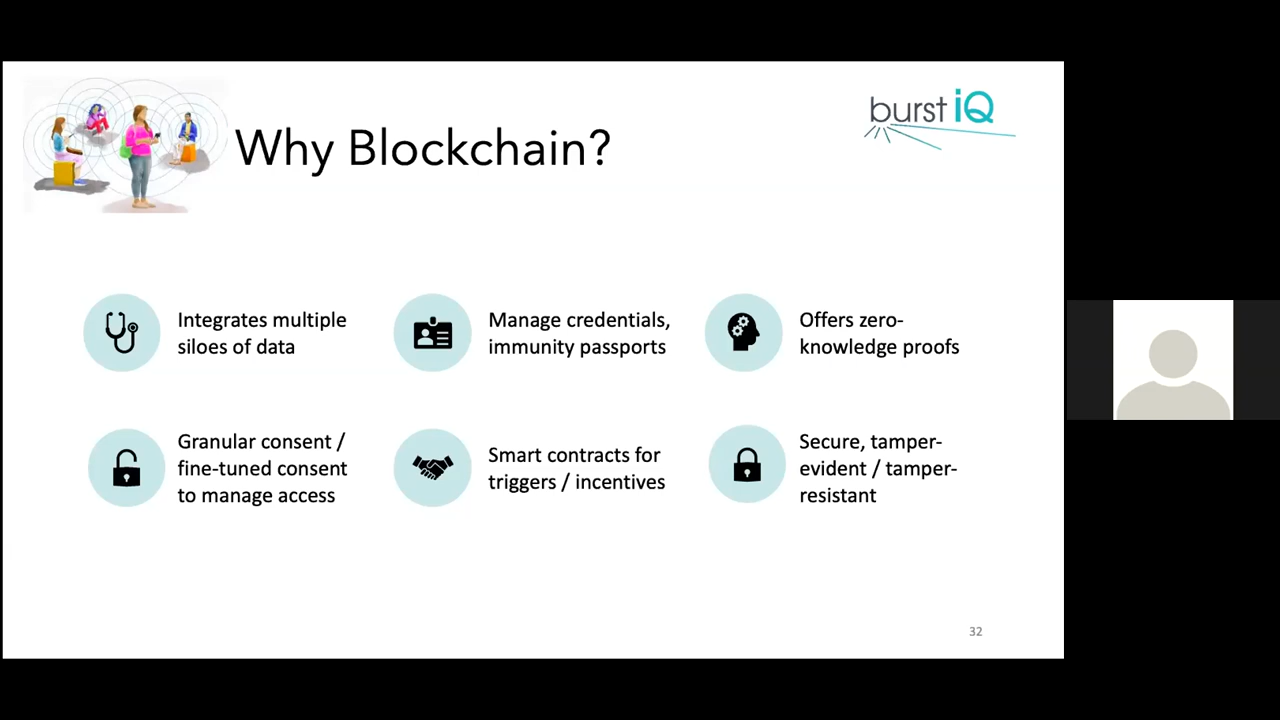 burst iQ
Why Blockchain?
Integrates multiple
siloes of data
Manage credentials,
immunity passports
Offers zero-
knowledge proofs
Granular consent /
fine-tuned consent
to manage access
Smart contracts for
triggers / incentives
Secure, tamper-
evident / tamper-
resistant
32